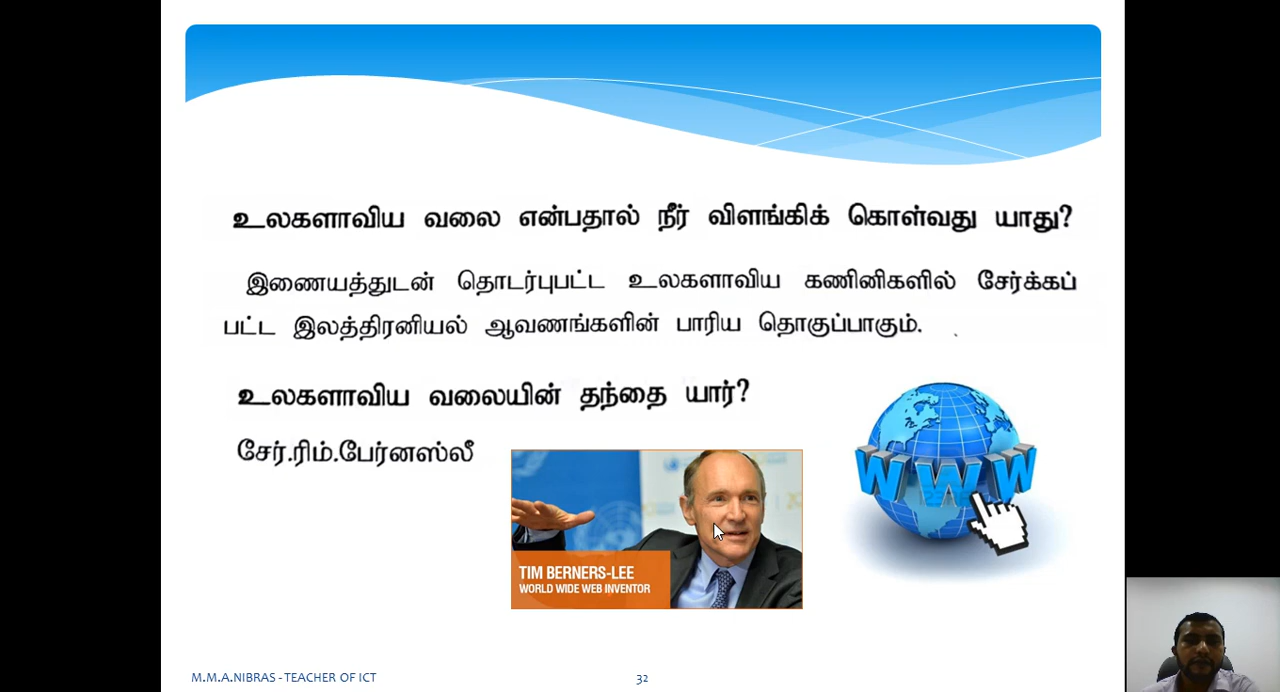 உலகளாவிய வலை என்பதால் நீர் விளங்கிக் கொள்வது யாது?
இணையத்துடன் தொடர்புபட்ட உலகளாவிய கணினிகளில் சேர்க்கப்
பட்ட இலத்திரனியல் ஆவணங்களின் பாரிய தொகுப்பாகும்.
உலகளாவிய வலையின் தந்தை யார்?
சேர்.ரிம்.பேர்னஸ்லீ
TIM BERNERS-LEE
WORLD WIDE WEB INVENTOR
WWW
M.M.A.NIBRAS - TEACHER OF ICT
32